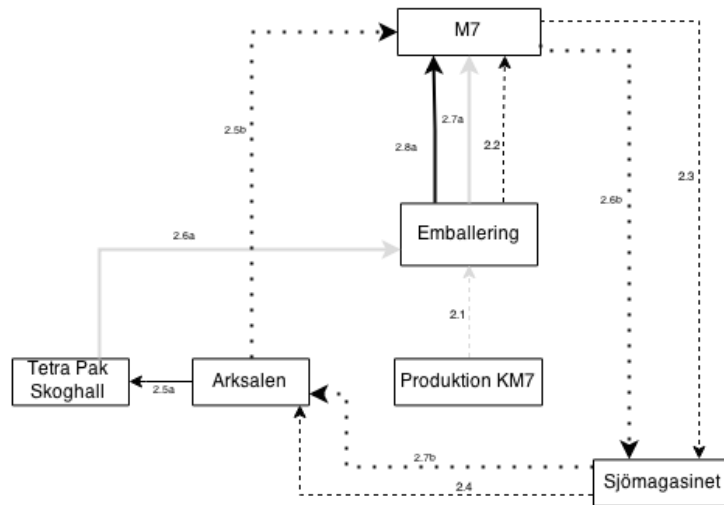 M7
2.5b
2.7a
2.8a
2.2
2.3
2.6b
Emballering
2.6a
2.1
Tetra Pak
Skoghall
2.5a
Arksalen
Produktion KM7
2.7b
2.4
Sjömagasinet